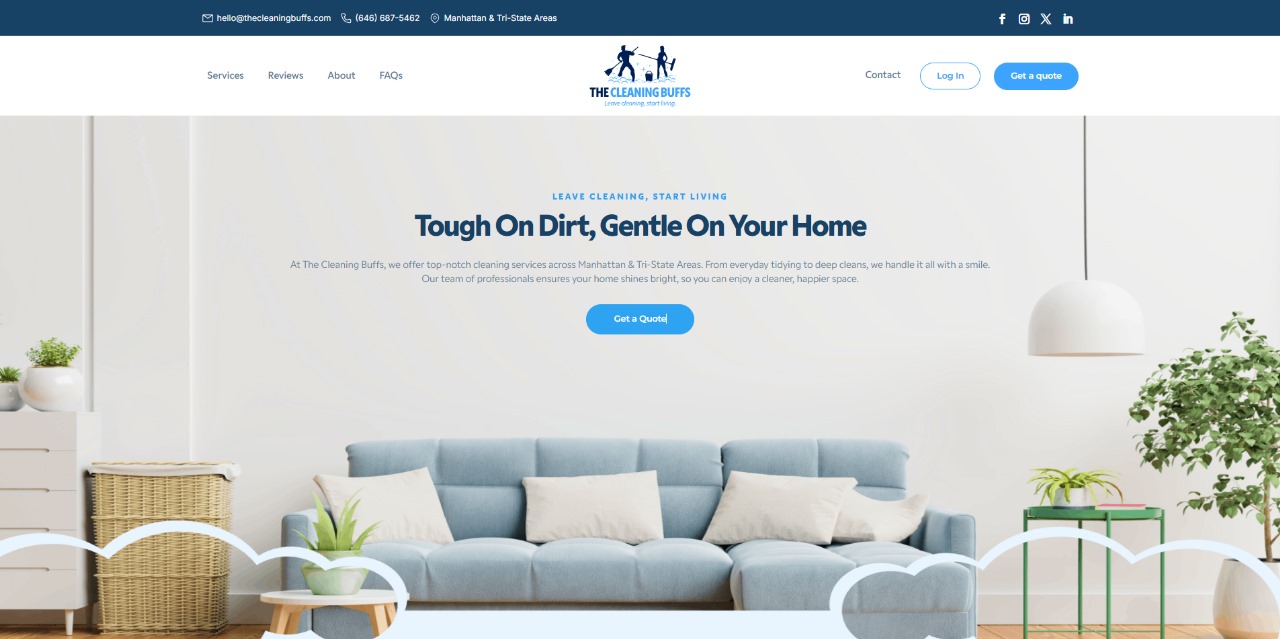 hello@thecleaningbuffs.com (646) 687-5462 Manhattan & Tri-State Areas
Services Reviews About FAQs
THE CLEANING BUFFS
Leave cleaning, start living.
Contact Log In Get a quote
LEAVE CLEANING, START LIVING
Tough On Dirt, Gentle On Your Home
At The Cleaning Buffs, we offer top-notch cleaning services across Manhattan & Tri-State Areas. From everyday tidying to deep cleans, we handle it all with a smile.
Our team of professionals ensures your home shines bright, so you can enjoy a cleaner, happier space.
Get a Quote